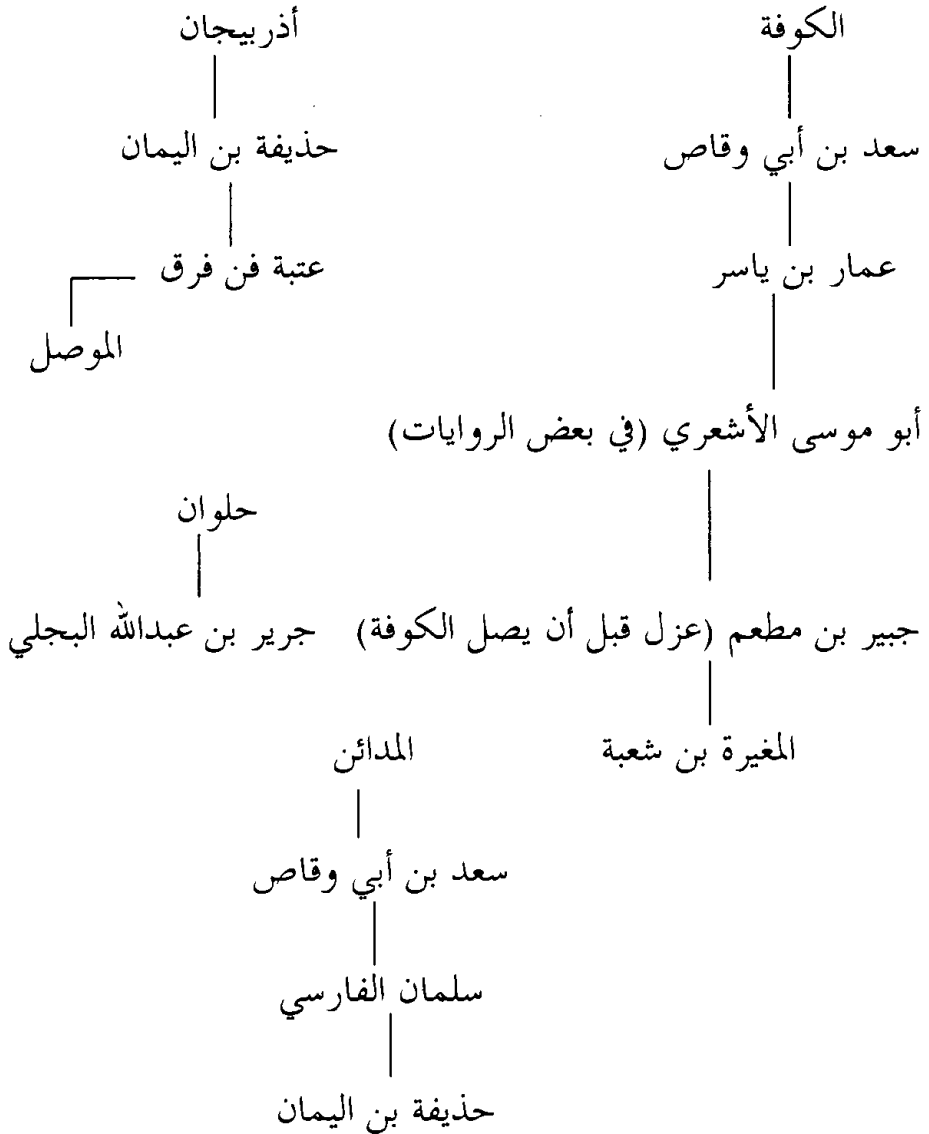 الكوفة
سعد بن أبي وقاص
عمار بن ياسر
أبو موسى الأشعري (في بعض الروايات)
جبير بن مطعم (عزل قبل أن يصل الكوفة)
المغيرة بن شعبة
أذربيجان
حذيفة بن اليمان
عتبة فن فرق
الموصل
حلوان
جرير بن عبدالله البجلي
المدائن
سعد بن أبي وقاص
سلمان الفارسي
حذيفة بن اليمان